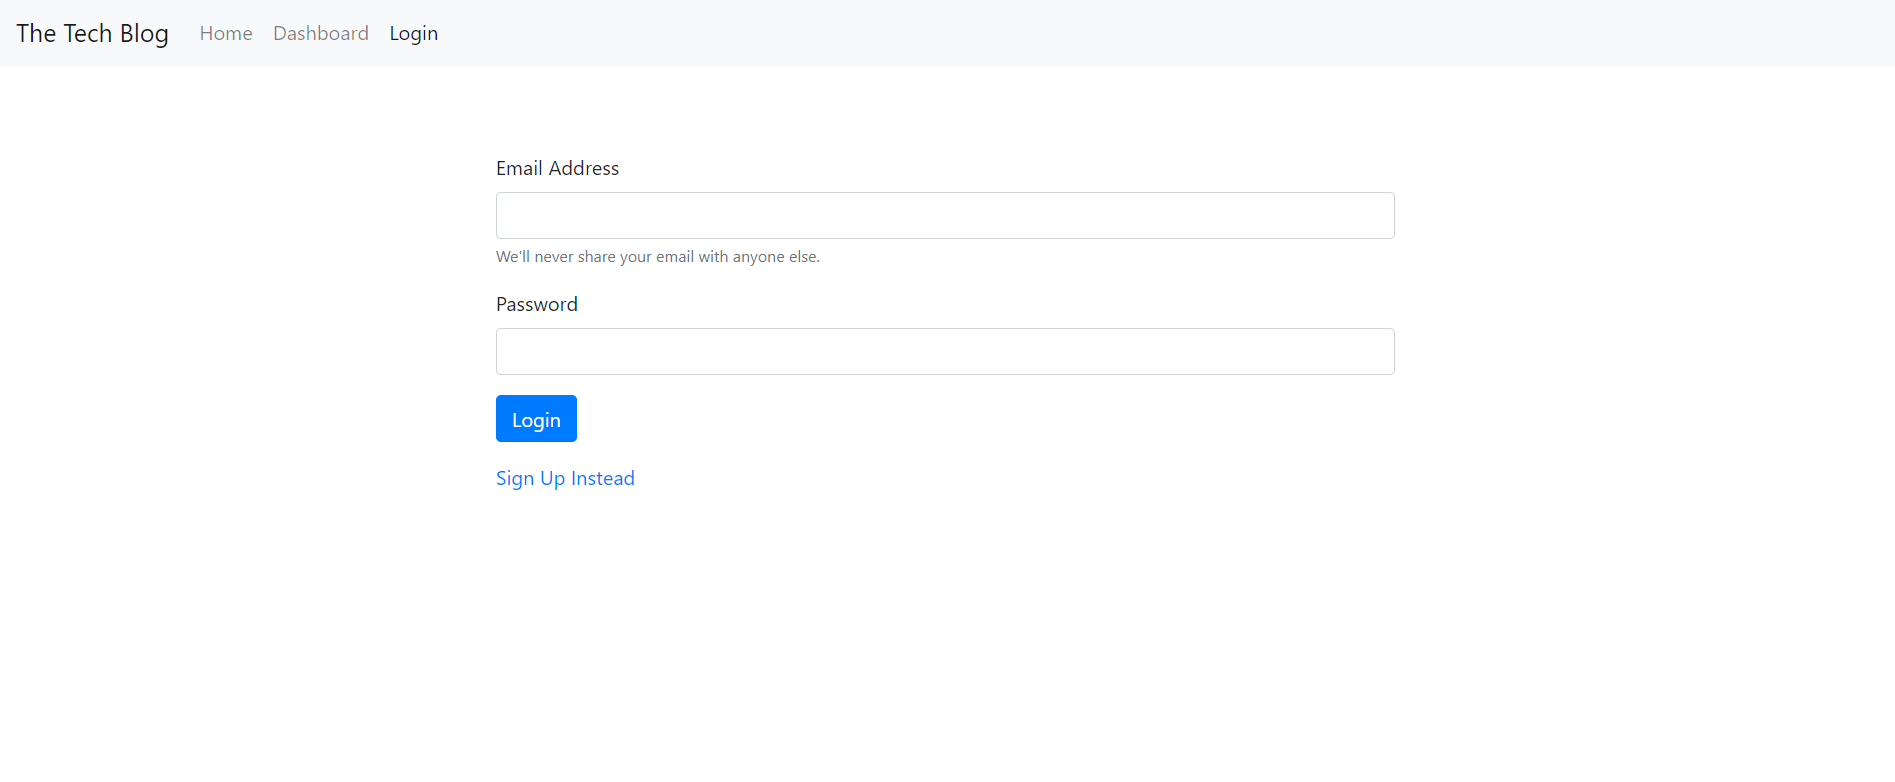 The Tech Blog Home Dashboard Login
Email Address
We'll never share your email with anyone else.
Password
Login
Sign Up Instead